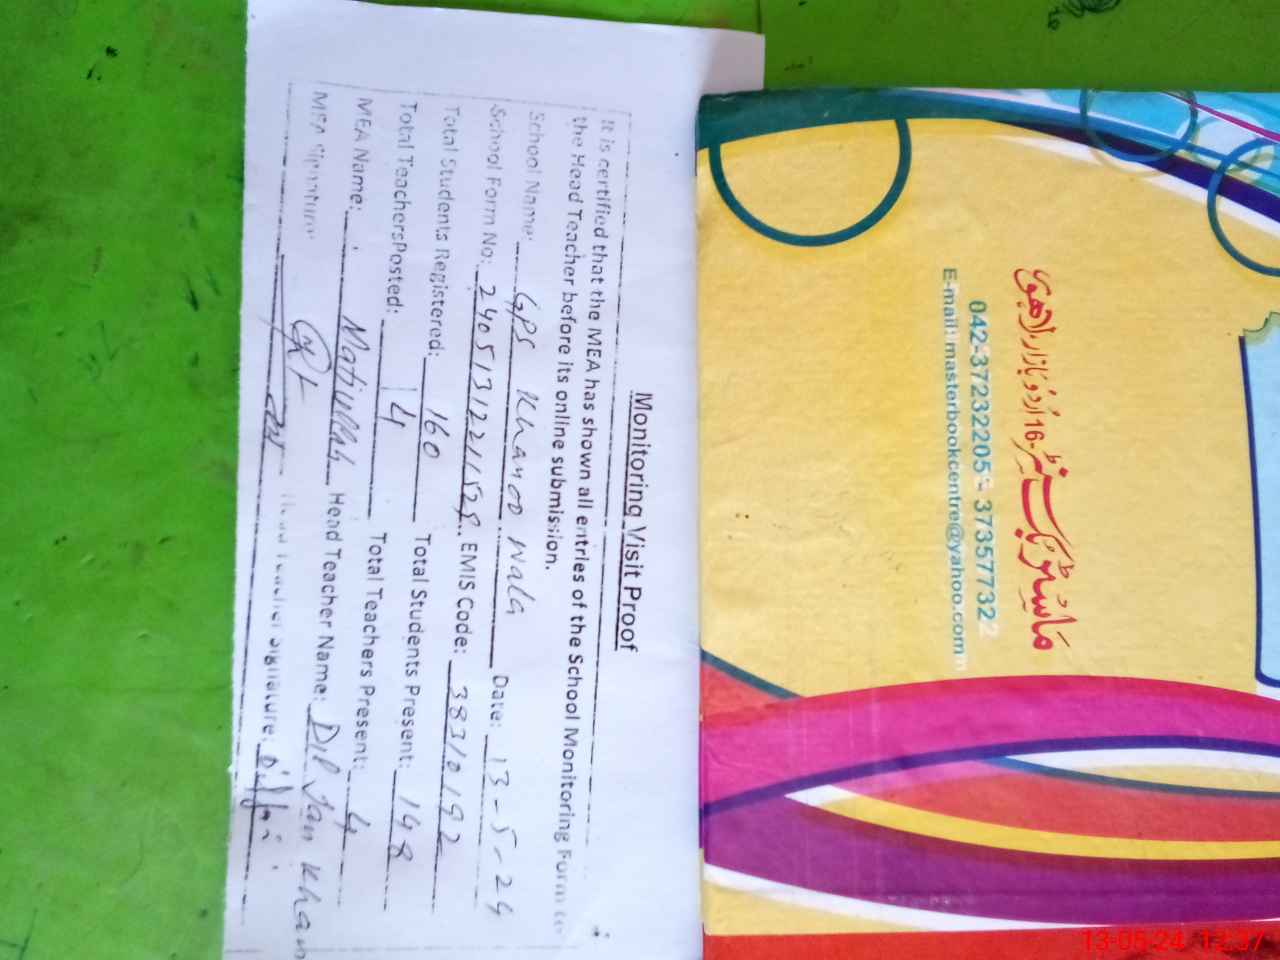 Monitoring Visit Proof
It is certified that the MEA has shown all entries of the School Monitoring Form to
the Head Teacher before its online submission.
School Name: GPS Khanoo Wala Date: 13-5-24
School Form No: EMIS Code: 38310192
Total Students Registered: 160 Total Students Present: 148
Total TeachersPosted: 4 Total Teachers Present: 4
MEA Name: Matiullah Head Teacher Name: Dil Jan Khan
MEA Signature: Head Teacher Signature:
ماسٹر بک سنٹر 16-اردو بازار، لاہور
042-37232205 37357732
E-mail: masterbookcentre@yahoo.com
13-05-24 12:37